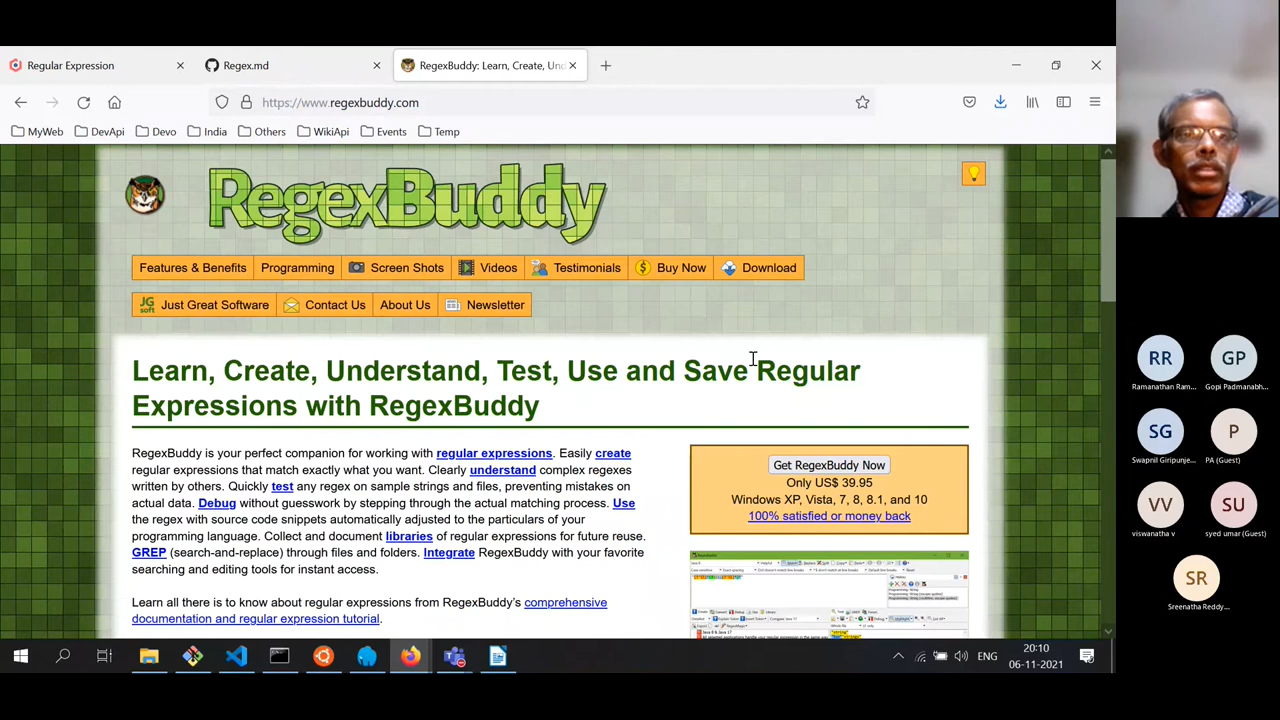 Regular Expression
Regex.md
RegexBuddy: Learn, Create, Und
https://www.regexbuddy.com
MyWeb
DevApi
Devo
India
Others
WikiApi
Events
Temp
RegexBuddy
Features & Benefits
Programming
Screen Shots
Videos
Testimonials
Buy Now
Download
JG
soft
Just Great Software
Contact Us
About Us
Newsletter
Learn, Create, Understand, Test, Use and Save Regular
Expressions with RegexBuddy
RegexBuddy is your perfect companion for working with regular expressions. Easily create
regular expressions that match exactly what you want. Clearly understand complex regexes
written by others. Quickly test any regex on sample strings and files, preventing mistakes on
actual data. Debug without guesswork by stepping through the actual matching process. Use
the regex with source code snippets automatically adjusted to the particulars of your
programming language. Collect and document libraries of regular expressions for future reuse.
GREP (search-and-replace) through files and folders. Integrate RegexBuddy with your favorite
searching and editing tools for instant access.
Learn all there is to know about regular expressions from RegexBuddy's comprehensive
documentation and regular expression tutorial.
Get RegexBuddy Now
Only US$ 39.95
Windows XP, Vista, 7, 8, 8.1, and 10
100% satisfied or money back
ENG
20:10
06-11-2021
RR
Ramanathan Ram...
GP
Gopi Padmanabh...
SG
Swapnil Giripunje...
P
PA (Guest)
VV
viswanatha v
SU
syed umar (Guest)
SR
Sreenatha Reddy...